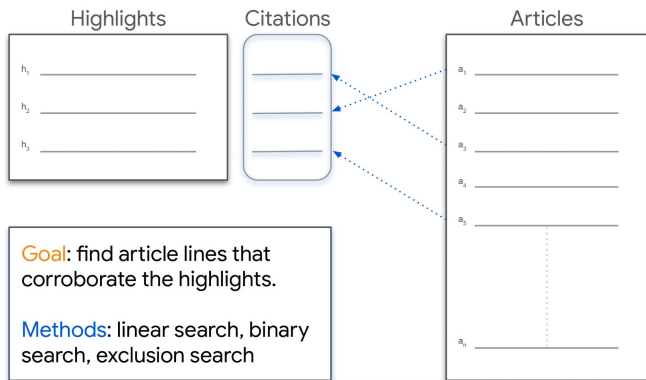 Highlights
Citations
Articles
h₁
h₂
h₃
a₁
a₂
a₃
a₄
a₅
aₙ
Goal: find article lines that
corroborate the highlights.
Methods: linear search, binary
search, exclusion search